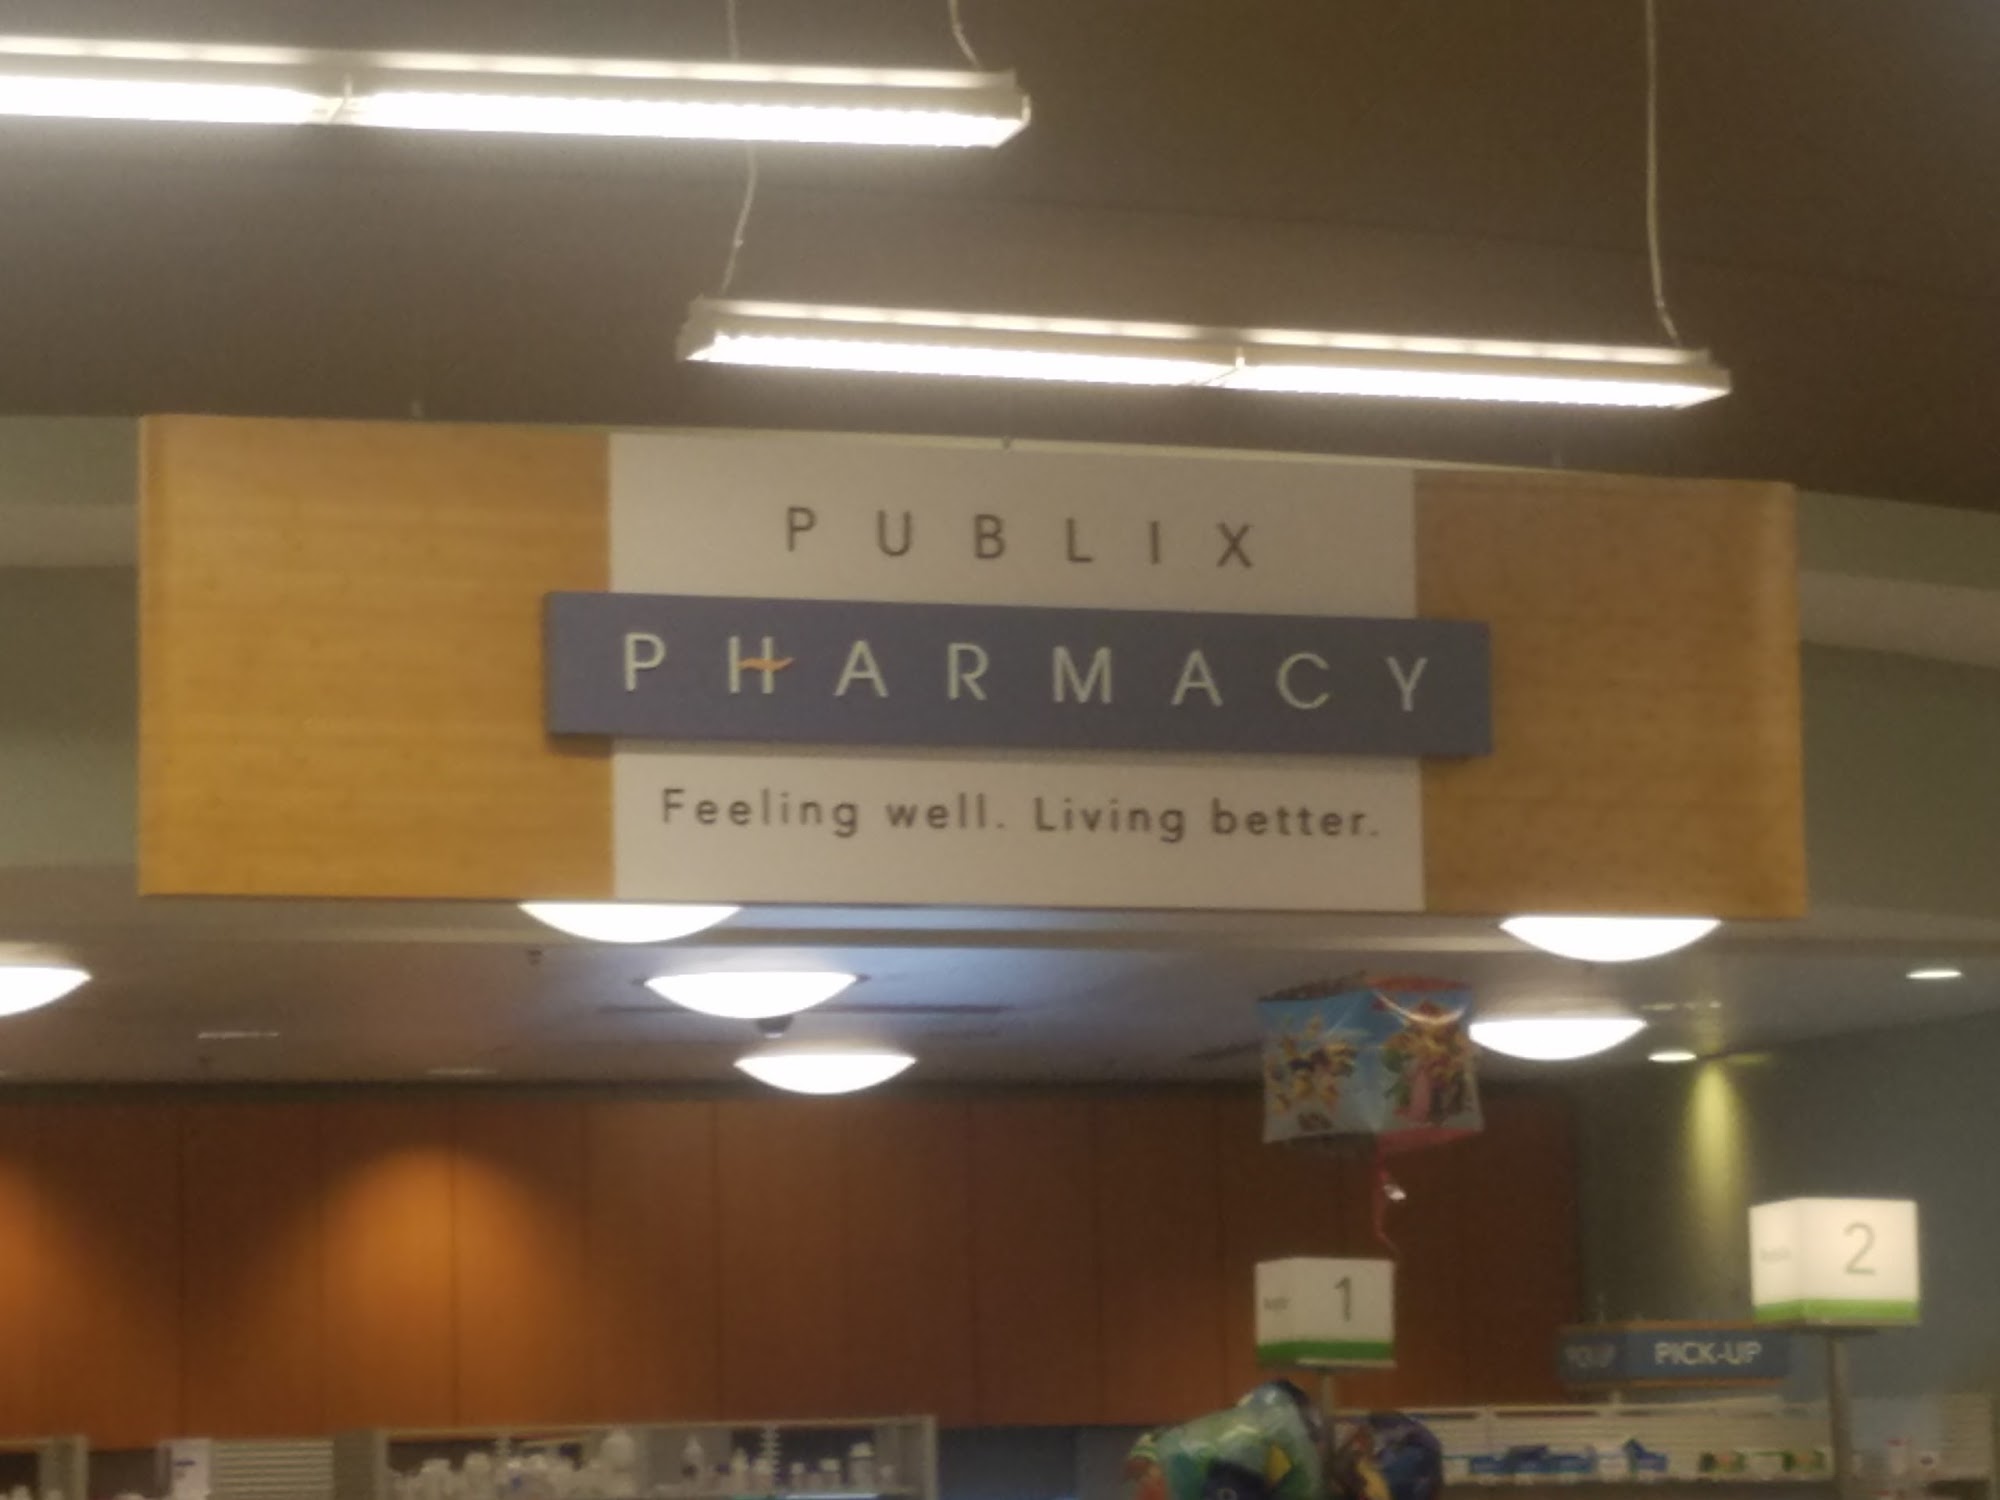 PUBLIX
PHARMACY
Feeling well. Living better.
1
2
PICK-UP